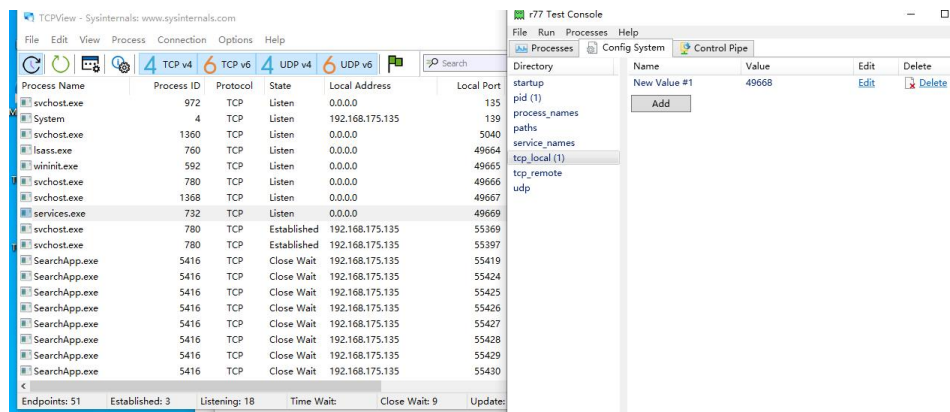 TCPView - Sysinternals: www.sysinternals.com
File Edit View Process Connection Options Help
4 TCP v4 6 TCP v6 4 UDP v4 6 UDP v6 Search
Process Name Process ID Protocol State Local Address Local Port
svchost.exe 972 TCP Listen 0.0.0.0 135
System 4 TCP Listen 192.168.175.135 139
svchost.exe 1360 TCP Listen 0.0.0.0 5040
lsass.exe 760 TCP Listen 0.0.0.0 49664
wininit.exe 592 TCP Listen 0.0.0.0 49665
svchost.exe 780 TCP Listen 0.0.0.0 49666
svchost.exe 1368 TCP Listen 0.0.0.0 49667
services.exe 732 TCP Listen 0.0.0.0 49669
svchost.exe 780 TCP Established 192.168.175.135 55369
svchost.exe 780 TCP Established 192.168.175.135 55397
SearchApp.exe 5416 TCP Close Wait 192.168.175.135 55419
SearchApp.exe 5416 TCP Close Wait 192.168.175.135 55424
SearchApp.exe 5416 TCP Close Wait 192.168.175.135 55425
SearchApp.exe 5416 TCP Close Wait 192.168.175.135 55426
SearchApp.exe 5416 TCP Close Wait 192.168.175.135 55427
SearchApp.exe 5416 TCP Close Wait 192.168.175.135 55428
SearchApp.exe 5416 TCP Close Wait 192.168.175.135 55429
SearchApp.exe 5416 TCP Close Wait 192.168.175.135 55430
Endpoints: 51 Established: 3 Listening: 18 Time Wait: Close Wait: 9 Update:
r77 Test Console
File Run Processes Help
Processes Config System Control Pipe
Directory Name Value Edit Delete
startup New Value #1 49668 Edit Delete
pid (1) Add
process_names
paths
service_names
tcp_local (1)
tcp_remote
udp